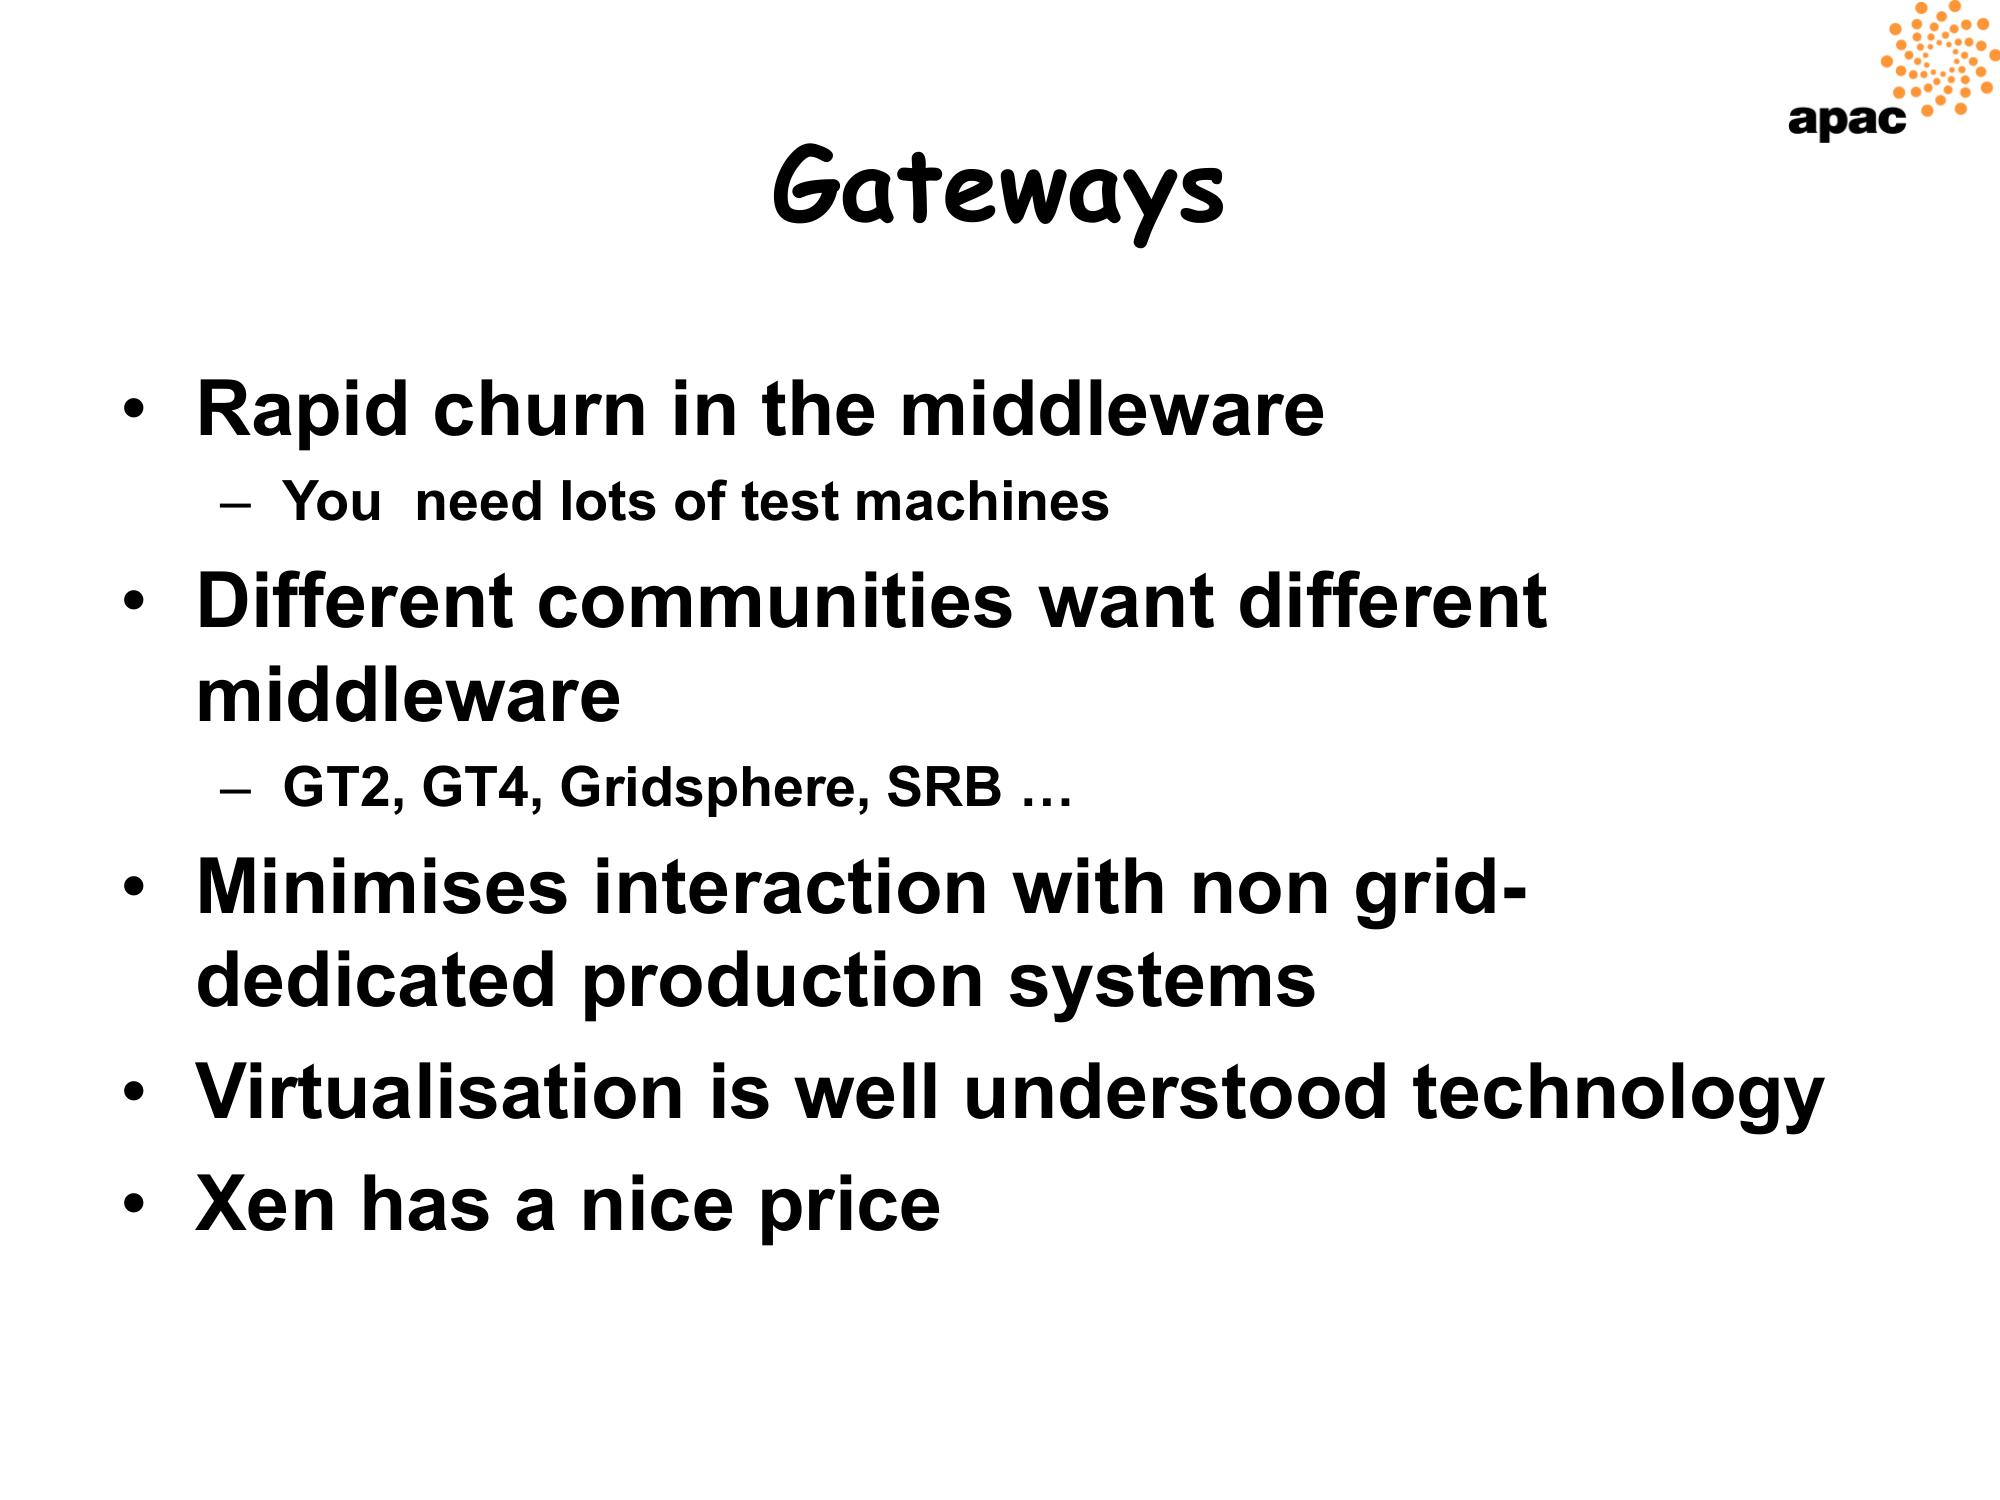 apac
Gateways
• Rapid churn in the middleware
– You  need lots of test machines
• Different communities want different
middleware
– GT2, GT4, Gridsphere, SRB …
• Minimises interaction with non grid-
dedicated production systems
• Virtualisation is well understood technology
• Xen has a nice price